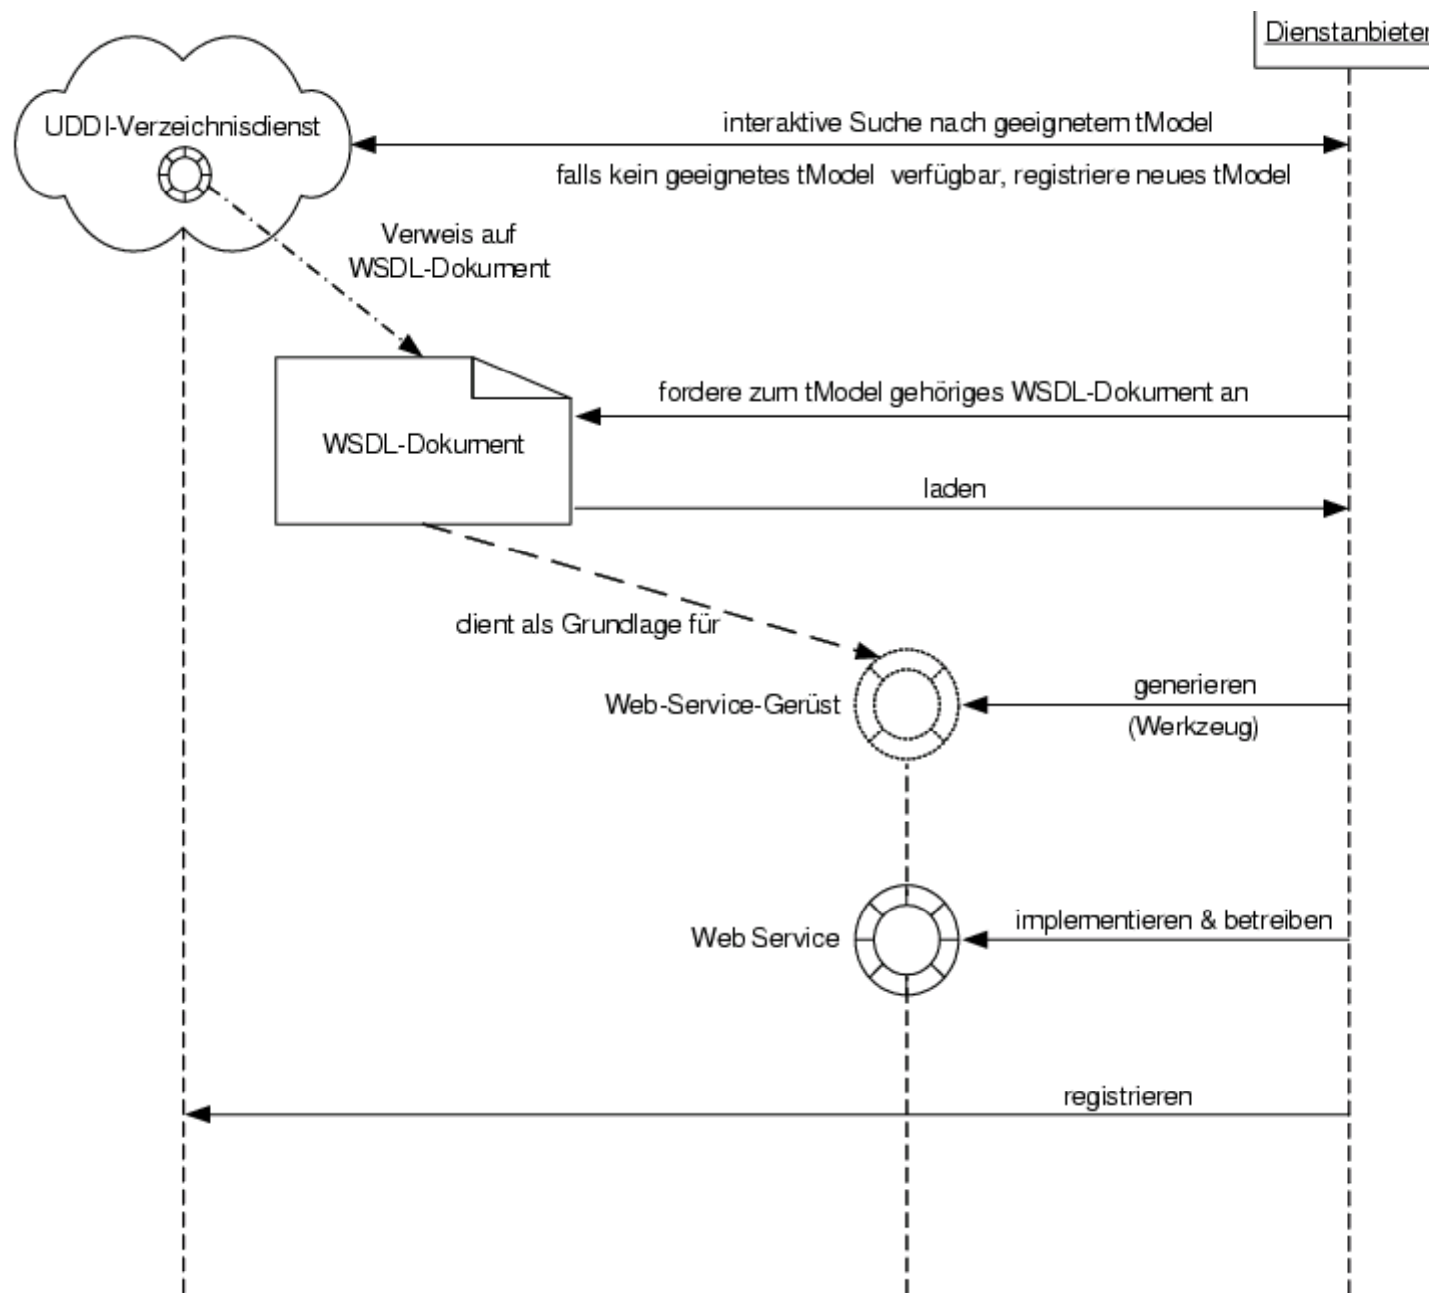 Dienstanbieter
UDDI-Verzeichnisdienst
interaktive Suche nach geeignetem tModel
falls kein geeignetes tModel verfügbar, registriere neues tModel
Verweis auf
WSDL-Dokument
fordere zum tModel gehöriges WSDL-Dokument an
WSDL-Dokument
laden
dient als Grundlage für
generieren
Web-Service-Gerüst
(Werkzeug)
implementieren & betreiben
Web Service
registrieren